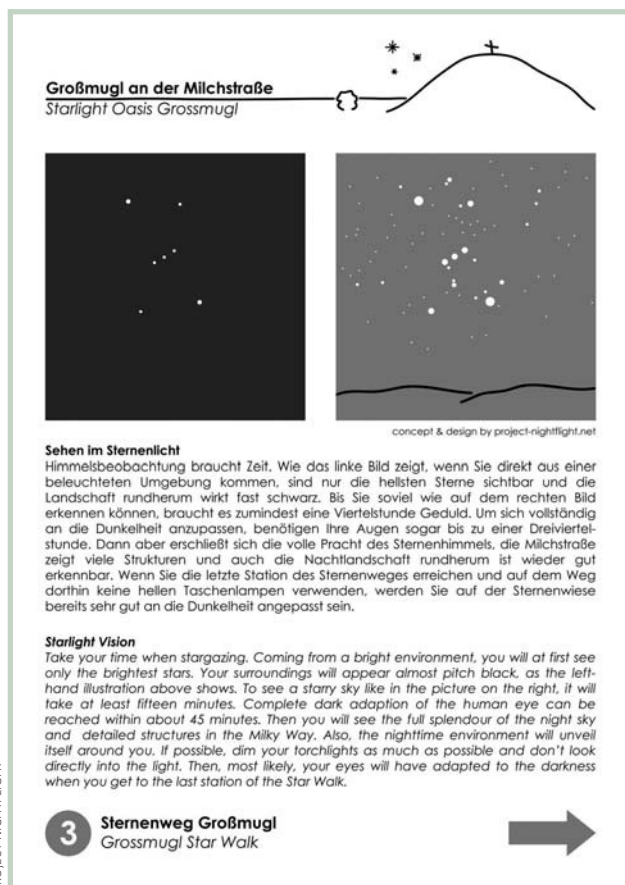 Großmugl an der Milchstraße
Starlight Oasis Grossmugl
concept & design by project-nightflight.net
Sehen im Sternenlicht
Himmelsbeobachtung braucht Zeit. Wie das linke Bild zeigt, wenn Sie direkt aus einer
beleuchteten Umgebung kommen, sind nur die hellsten Sterne sichtbar und die
Landschaft rundherum wirkt fast schwarz. Bis Sie soviel wie auf dem rechten Bild
erkennen können, braucht es zumindest eine Viertelstunde Geduld. Um sich vollständig
an die Dunkelheit anzupassen, benötigen Ihre Augen sogar bis zu einer Dreiviertel-
stunde. Dann aber erschließt sich die volle Pracht des Sternenhimmels, die Milchstraße
zeigt viele Strukturen und auch die Nachtlandschaft rundherum ist wieder gut
erkennbar. Wenn Sie die letzte Station des Sternenweges erreichen und auf dem Weg
dorthin keine hellen Taschenlampen verwenden, werden Sie auf der Sternenwiese
bereits sehr gut an die Dunkelheit angepasst sein.
Starlight Vision
Take your time when stargazing. Coming from a bright environment, you will at first see
only the brightest stars. Your surroundings will appear almost pitch black, as the left-
hand illustration above shows. To see a starry sky like in the picture on the right, it will
take at least fifteen minutes. Complete dark adaption of the human eye can be
reached within about 45 minutes. Then you will see the full splendour of the night sky
and detailed structures in the Milky Way. Also, the nighttime environment will unveil
itself around you. If possible, dim your torchlights as much as possible and don't look
directly into the light. Then, most likely, your eyes will have adapted to the darkness
when you get to the last station of the Star Walk.
3
Sternenweg Großmugl
Grossmugl Star Walk